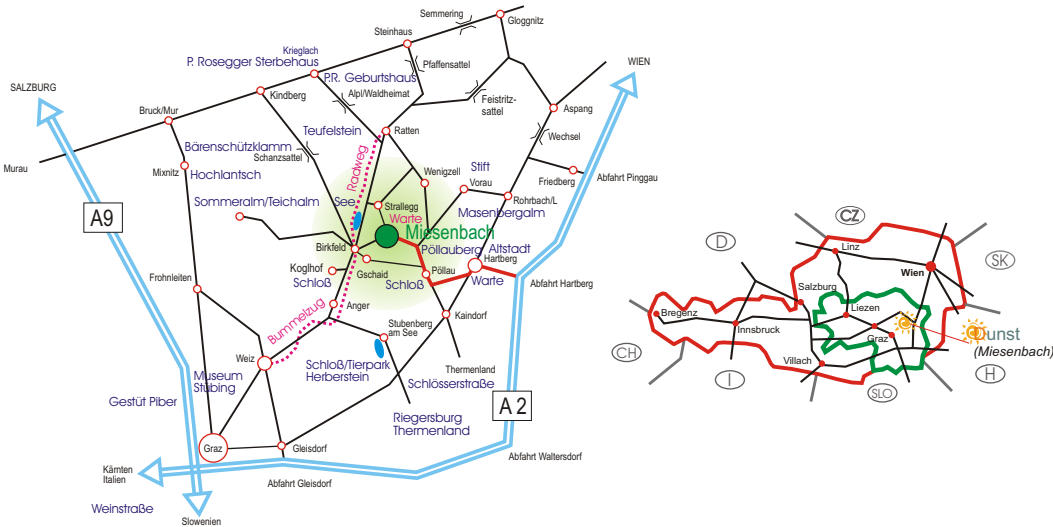 Semmering
Gloggnitz
Steinhaus
Krieglach
P. Rosegger Sterbehaus
Pfaffensattel
WIEN
P.R. Geburtshaus
SALZBURG
Kindberg
Alpl/Waldheimat
Feistritz-
sattel
Bruck/Mur
Aspang
Teufelstein
Ratten
Wechsel
Bärenschützklamm
Schanzsattel
Murau
Mixnitz
Hochlantsch
Radweg
Wenigzell
Stift
Vorau
Friedberg
Abfahrt Pinggau
Sommeralm/Teichalm
See
Strallegg
Rohrbach/L
A9
Warte
Masenbergalm
Miesenbach
Birkfeld
Pöllauberg
Altstadt
Hartberg
Gschaid
Koglhof
Schloß
Pöllau
Schloß
Warte
Abfahrt Hartberg
Frohnleiten
Anger
Kaindorf
Bummelzug
Stubenberg
am See
Weiz
Schloß/Tierpark
Herberstein
Thermenland
Schlösserstraße
Museum
Stübing
Gestüt Piber
A 2
Riegersburg
Thermenland
Graz
Gleisdorf
Abfahrt Waltersdorf
Kärnten
Italien
Abfahrt Gleisdorf
Weinstraße
Slowenien
CZ
D
Linz
SK
Wien
Salzburg
Bregenz
Liezen
Innsbruck
Graz
Dunst
(Miesenbach)
CH
Villach
I
H
SLO